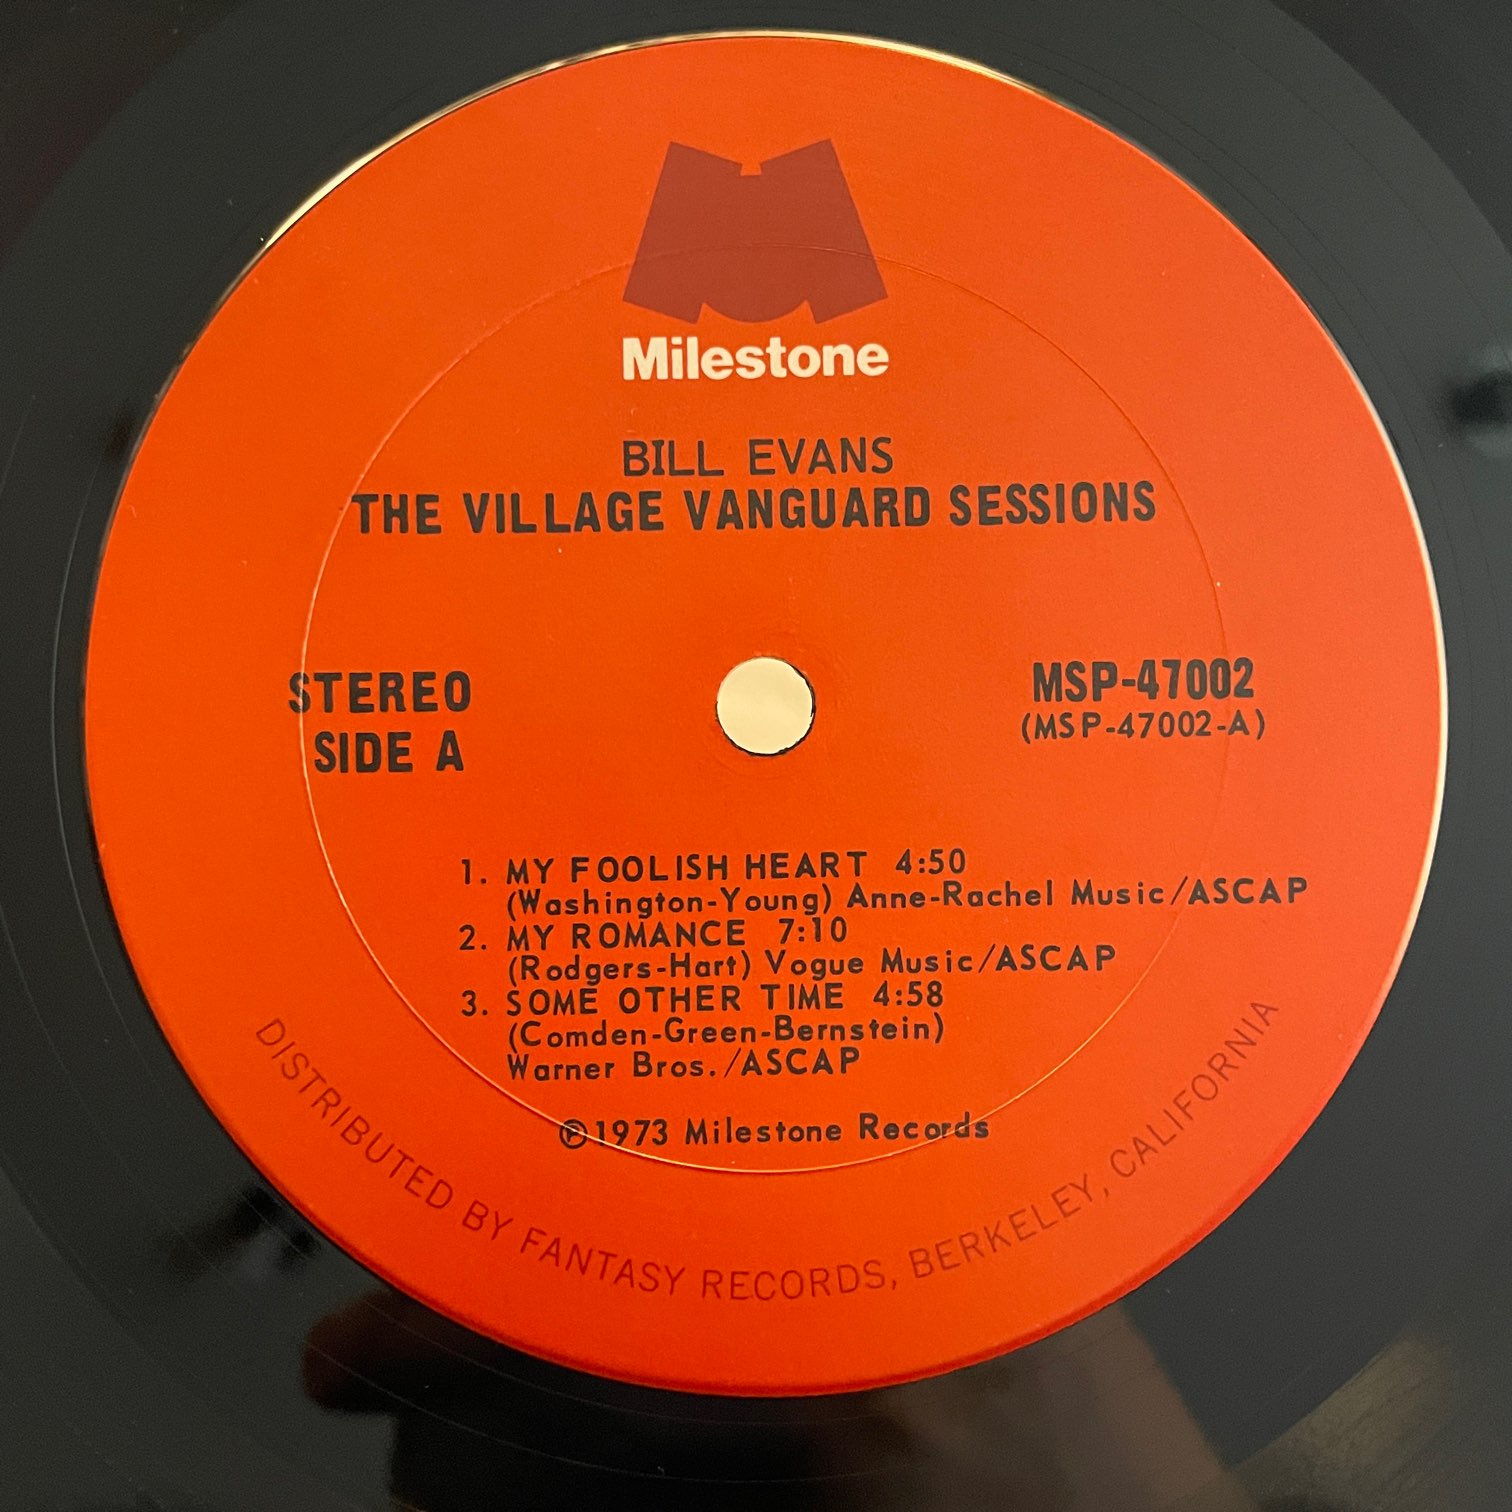 Milestone
BILL EVANS
THE VILLAGE VANGUARD SESSIONS
STEREO
SIDE A
MSP-47002
(MSP-47002-A)
1. MY FOOLISH HEART 4:50
(Washington-Young) Anne-Rachel Music/ASCAP
2. MY ROMANCE 7:10
(Rodgers-Hart) Vogue Music/ASCAP
3. SOME OTHER TIME 4:58
(Comden-Green-Bernstein)
Warner Bros./ASCAP
℗1973 Milestone Records
DISTRIBUTED BY FANTASY RECORDS, BERKELEY, CALIFORNIA